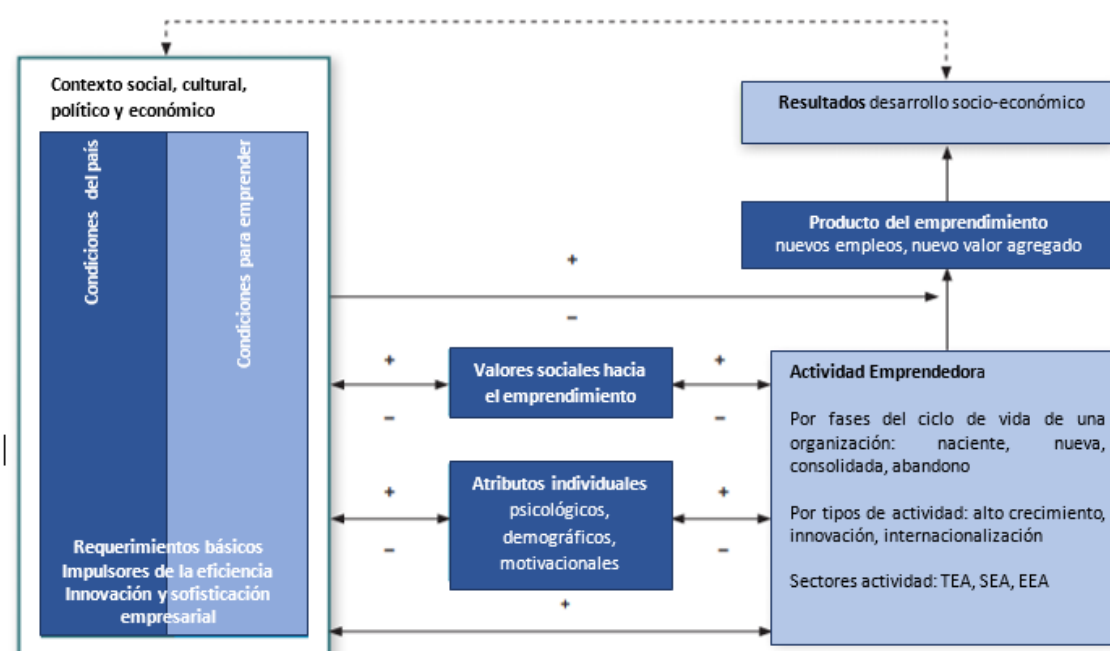 Contexto social, cultural,
político y económico
Condiciones del país
Condiciones para emprender
Requerimientos básicos
Impulsores de la eficiencia
Innovación y sofisticación
empresarial
+
−
+
−
Valores sociales hacia
el emprendimiento
+
−
+
−
Atributos individuales
psicológicos,
demográficos,
motivacionales
+
−
+
Resultados desarrollo socio-económico
Producto del emprendimiento
nuevos empleos, nuevo valor agregado
Actividad Emprendedora
Por fases del ciclo de vida de una
organización: naciente, nueva,
consolidada, abandono
Por tipos de actividad: alto crecimiento,
innovación, internacionalización
Sectores actividad: TEA, SEA, EEA